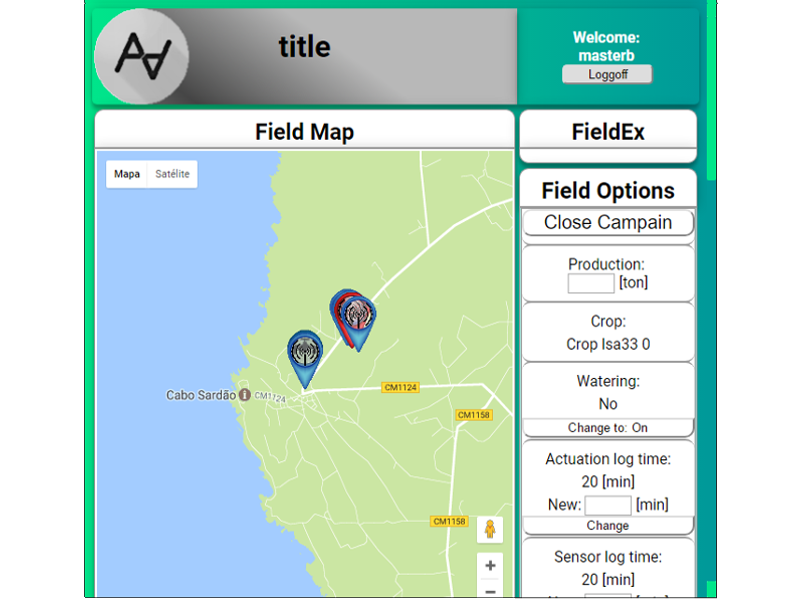 title
Welcome:
masterb
Loggoff
Field Map
FieldEx
Mapa Satélite
Field Options
Close Campain
Production:
[ton]
Crop:
Crop Isa33 0
Watering:
No
Change to: On
Cabo Sardão
CM1124
CM1124
CM1158
Actuation log time:
20 [min]
New: [min]
Change
CM1158
Sensor log time:
20 [min]